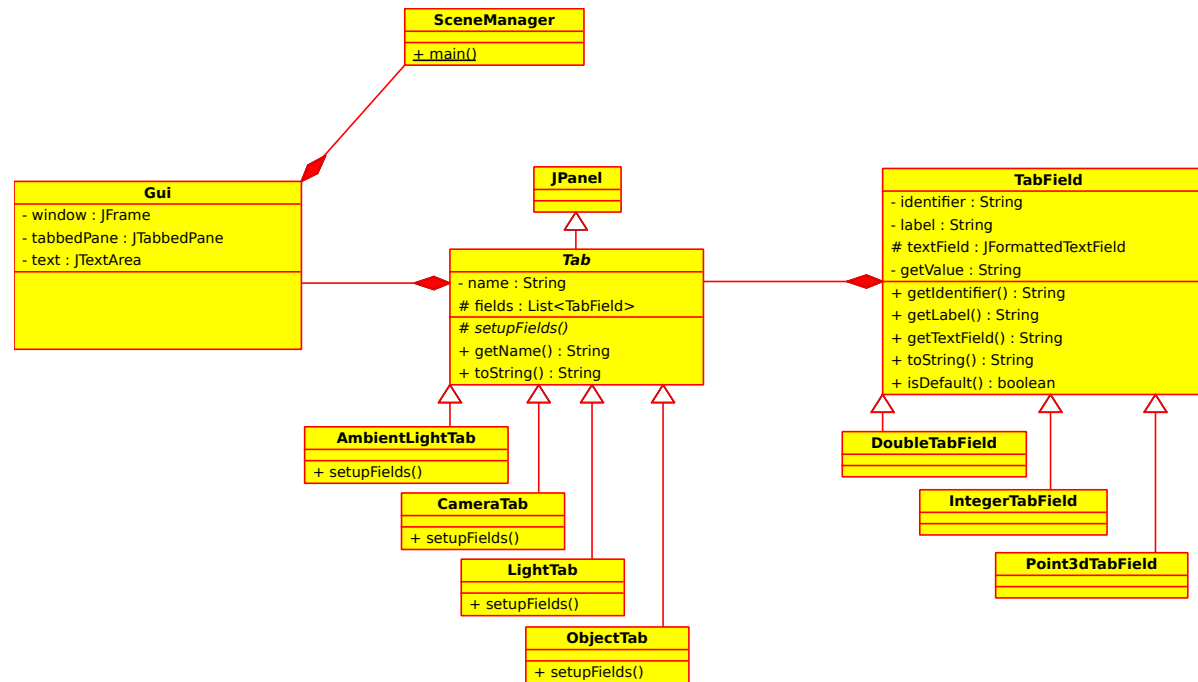 SceneManager
+ main()
Gui
- window : JFrame
- tabbedPane : JTabbedPane
- text : JTextArea
JPanel
Tab
- name : String
# fields : List<TabField>
# setupFields()
+ getName() : String
+ toString() : String
TabField
- identifier : String
- label : String
# textField : JFormattedTextField
- getValue : String
+ getIdentifier() : String
+ getLabel() : String
+ getTextField() : String
+ toString() : String
+ isDefault() : boolean
AmbientLightTab
+ setupFields()
CameraTab
+ setupFields()
LightTab
+ setupFields()
ObjectTab
+ setupFields()
DoubleTabField
IntegerTabField
Point3dTabField